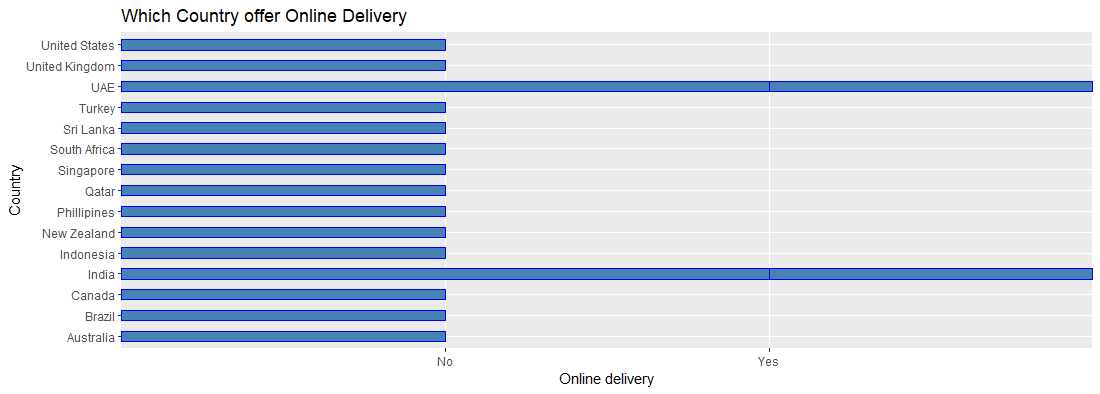 Which Country offer Online Delivery
United States
United Kingdom
UAE
Turkey
Sri Lanka
South Africa
Singapore
Qatar
Phillipines
New Zealand
Indonesia
India
Canada
Brazil
Australia
Country
No Yes
Online delivery